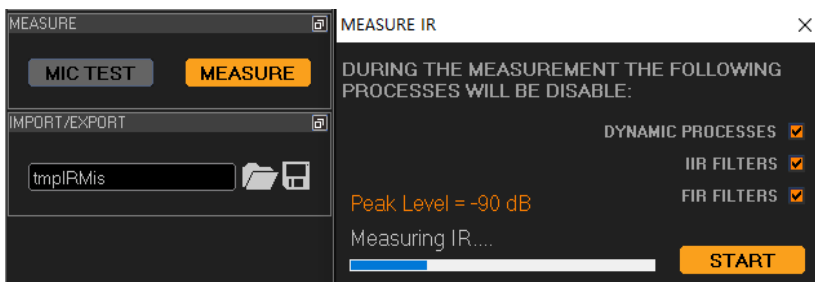 MEASURE
MIC TEST
MEASURE
IMPORT/EXPORT
tmpIRMis
MEASURE IR
DURING THE MEASUREMENT THE FOLLOWING
PROCESSES WILL BE DISABLE:
DYNAMIC PROCESSES
IIR FILTERS
FIR FILTERS
Peak Level = -90 dB
Measuring IR....
START